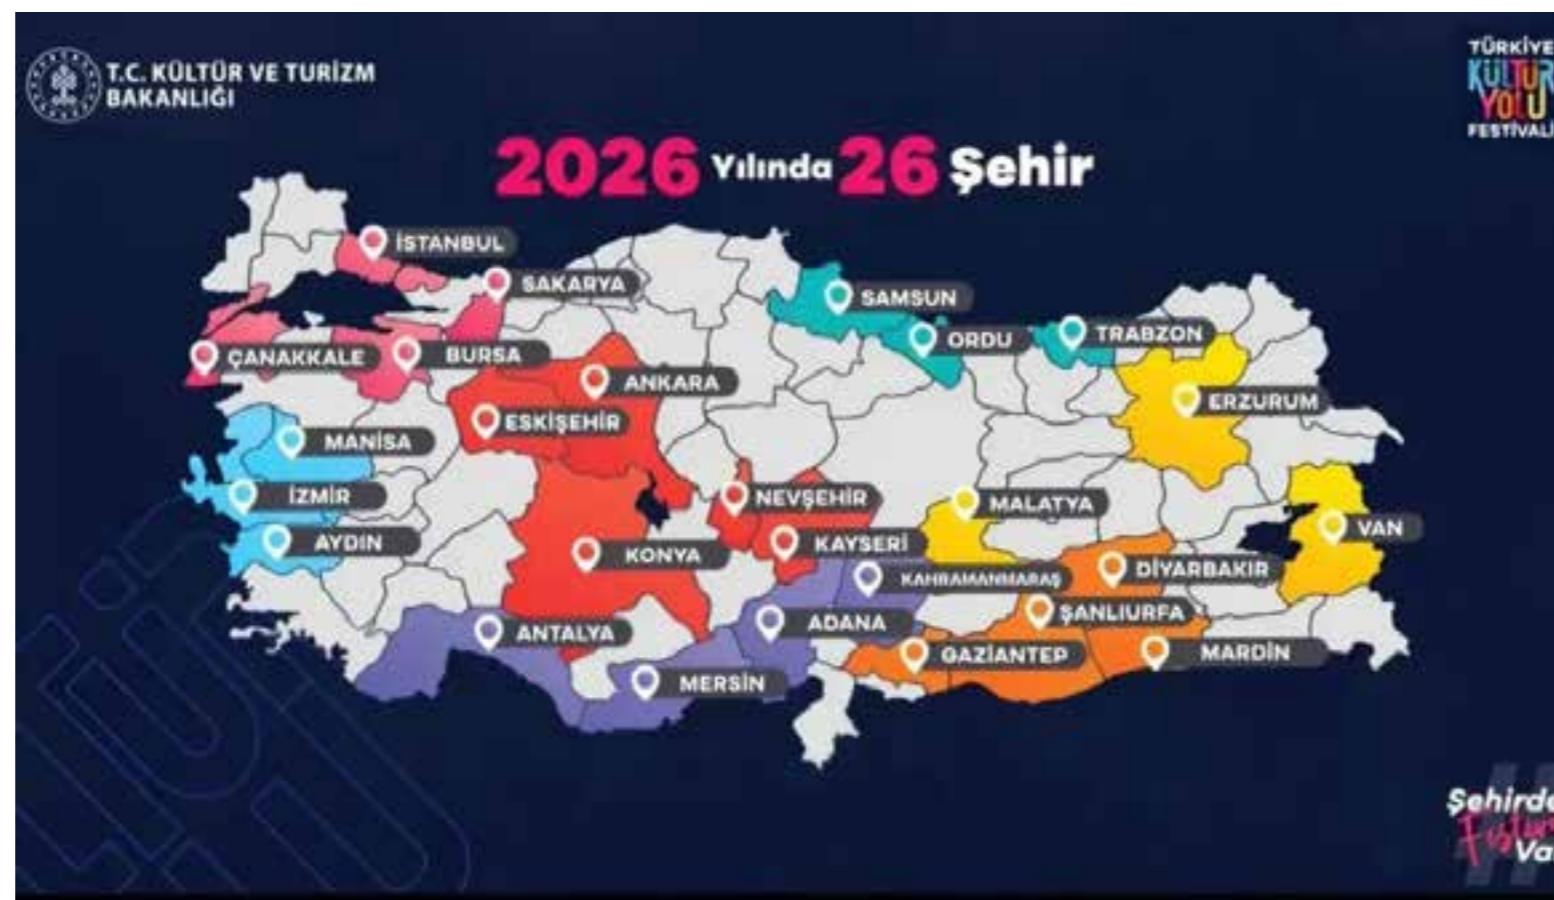 T.C. KÜLTÜR VE TURİZM
BAKANLIĞI
TÜRKİYE
KÜLTÜR
YOLU
FESTİVALİ
2026 Yılında 26 Şehir
İSTANBUL
SAKARYA
SAMSUN
ORDU
TRABZON
ÇANAKKALE
BURSA
ANKARA
ERZURUM
ESKİŞEHİR
MANİSA
İZMİR
NEVŞEHİR
MALATYA
VAN
AYDIN
KONYA
KAYSERİ
KAHRAMANMARAŞ
DİYARBAKIR
ŞANLIURFA
ANTALYA
ADANA
GAZİANTEP
MARDİN
MERSİN
Şehirde
Va